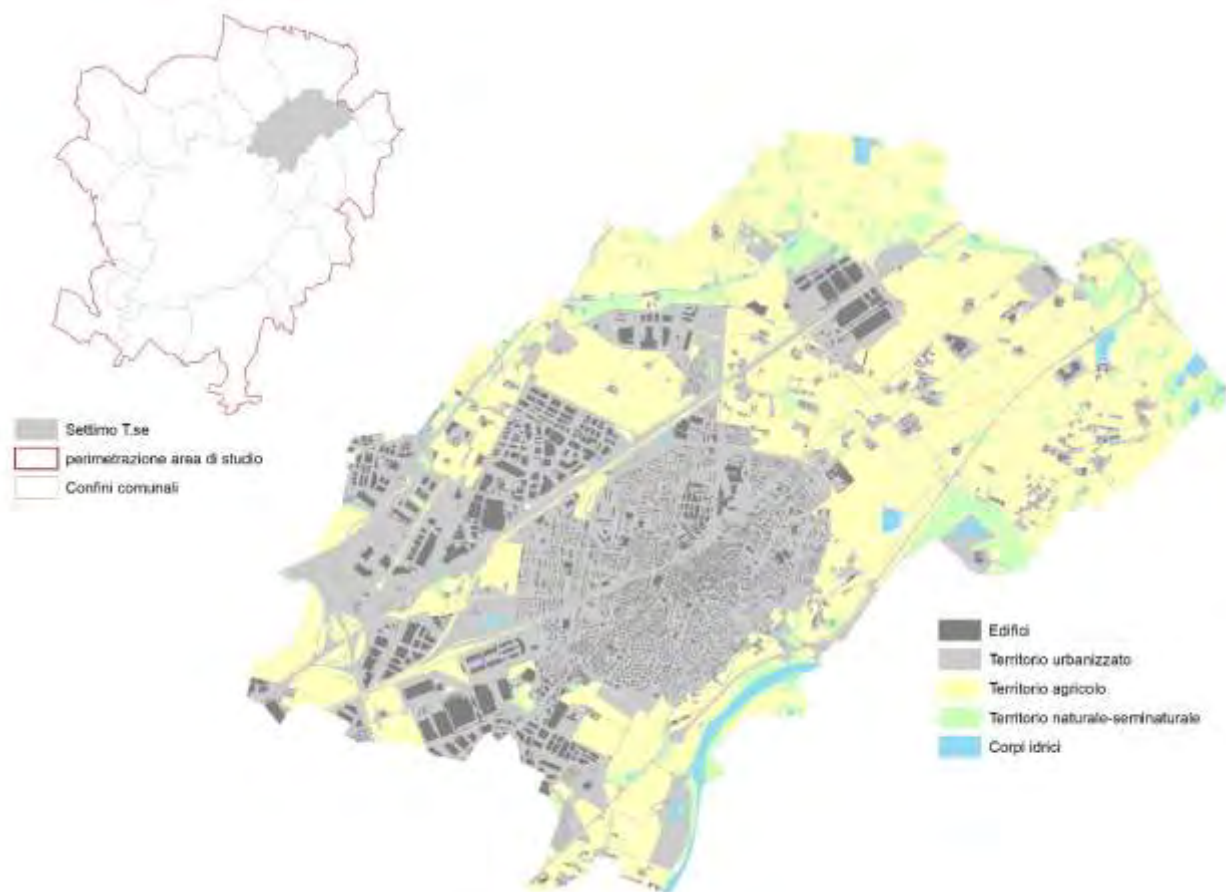 Settimo T.se
perimetrazione area di studio
Confini comunali
Edifici
Territorio urbanizzato
Territorio agricolo
Territorio naturale-seminaturale
Corpi idrici